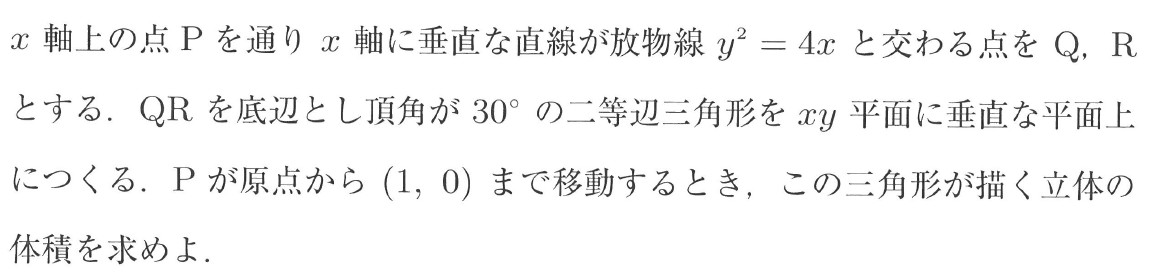 x 軸上の点 P を通り x 軸に垂直な直線が放物線 y² = 4x と交わる点を Q, R
とする. QR を底辺とし頂角が 30° の二等辺三角形を xy 平面に垂直な平面上
につくる. P が原点から (1, 0) まで移動するとき, この三角形が描く立体の
体積を求めよ.